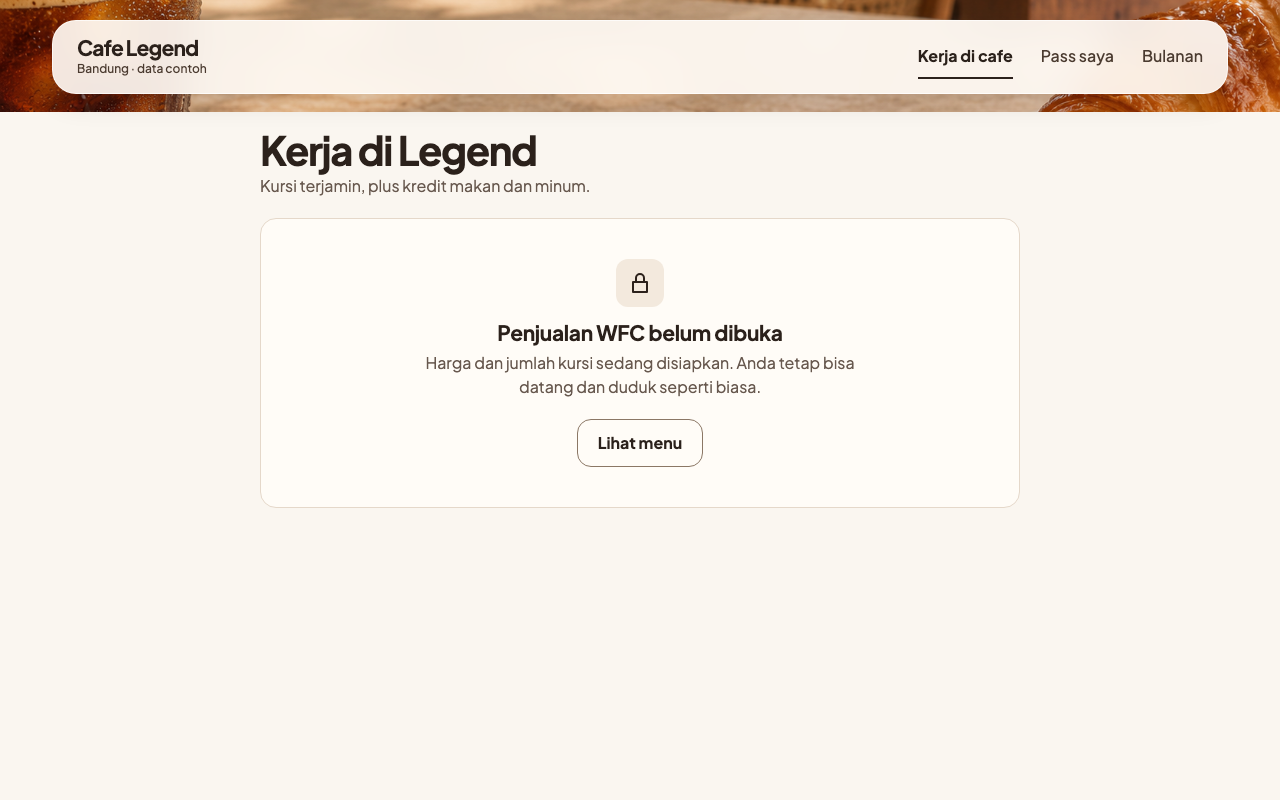 Cafe Legend
Bandung · data contoh
Kerja di cafe
Pass saya
Bulanan
Kerja di Legend
Kursi terjamin, plus kredit makan dan minum.
Penjualan WFC belum dibuka
Harga dan jumlah kursi sedang disiapkan. Anda tetap bisa
datang dan duduk seperti biasa.
Lihat menu